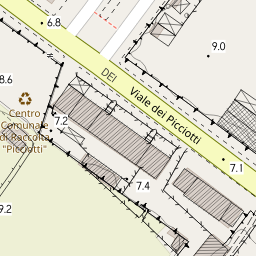 6.8
9.0
8.6
DEI
Viale dei Picciotti
Centro
Comunale
di Raccolta
"Picciotti"
7.2
7.1
7.4
9.2